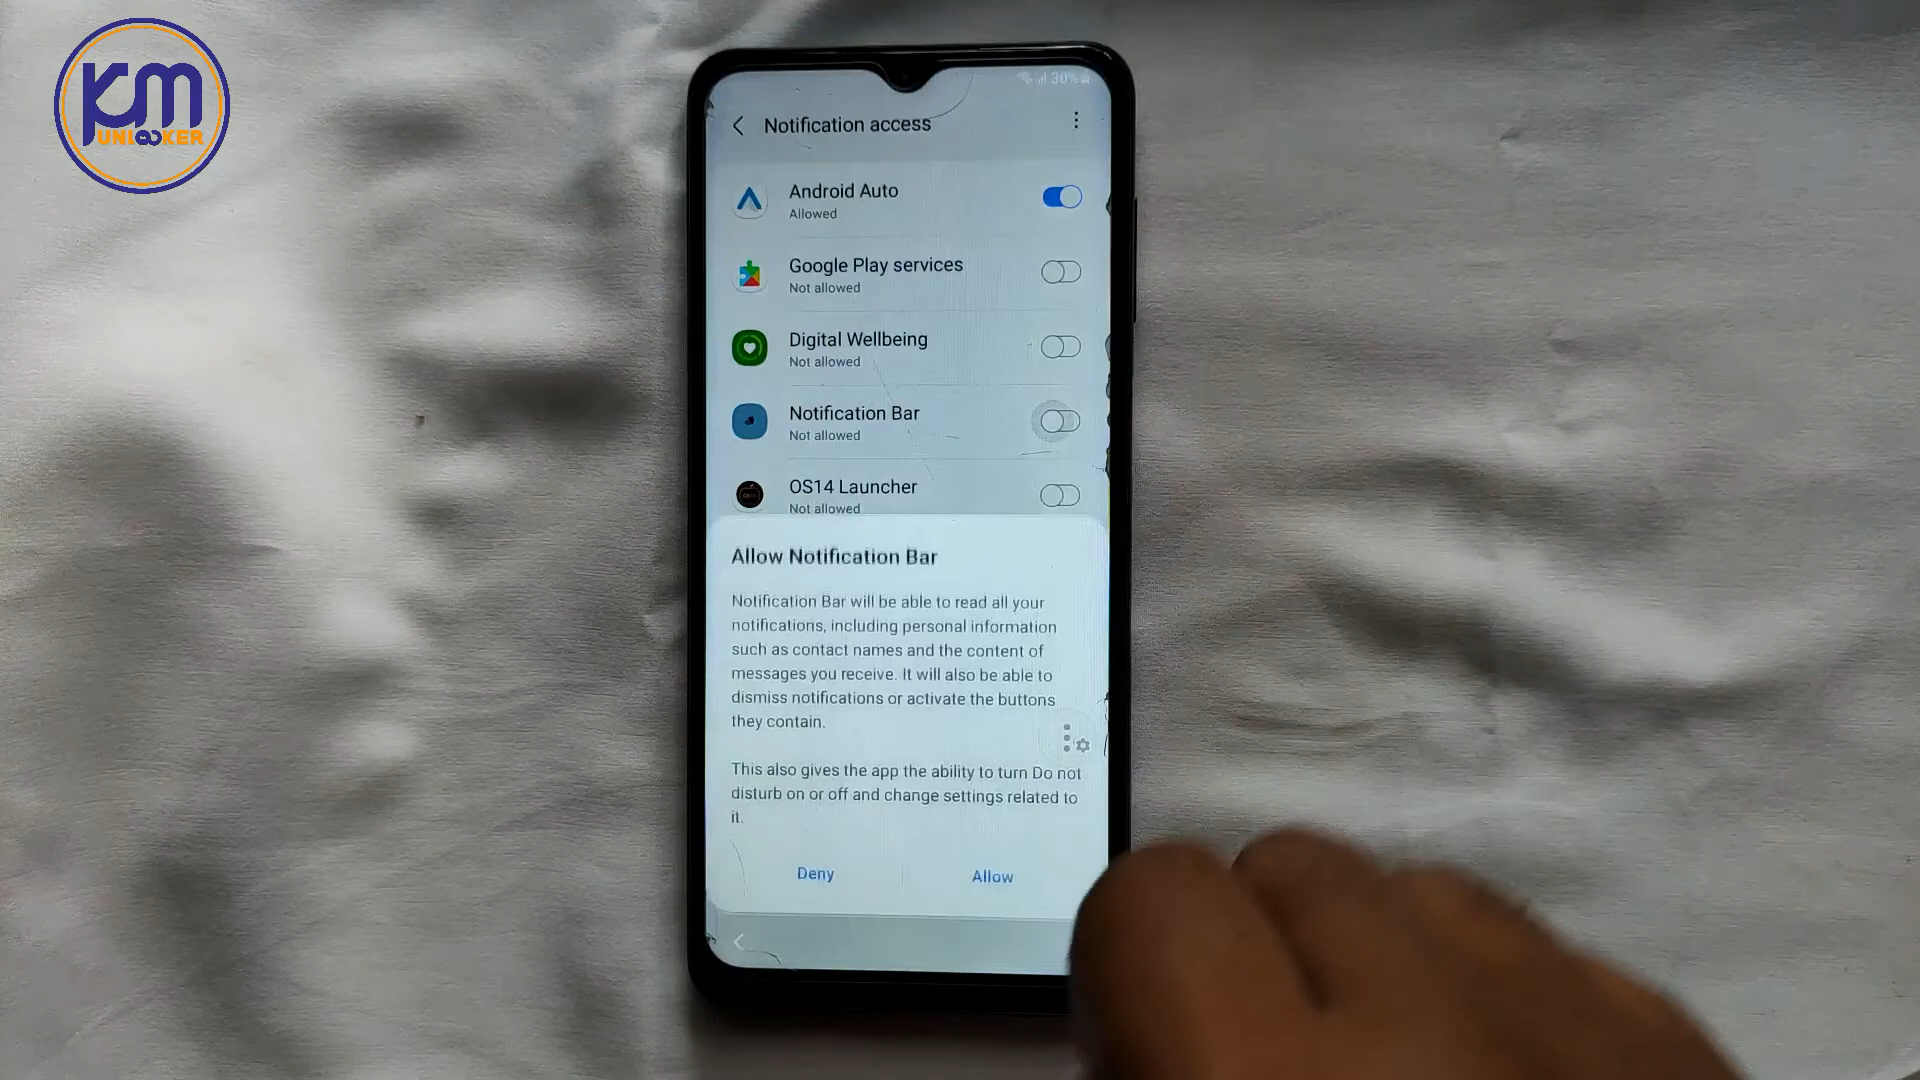 KM
UNLOCKER
30%
Notification access
Android Auto
Allowed
Google Play services
Not allowed
Digital Wellbeing
Not allowed
Notification Bar
Not allowed
OS14 Launcher
Not allowed
Allow Notification Bar
Notification Bar will be able to read all your
notifications, including personal information
such as contact names and the content of
messages you receive. It will also be able to
dismiss notifications or activate the buttons
they contain.
This also gives the app the ability to turn Do not
disturb on or off and change settings related to
it.
Deny
Allow